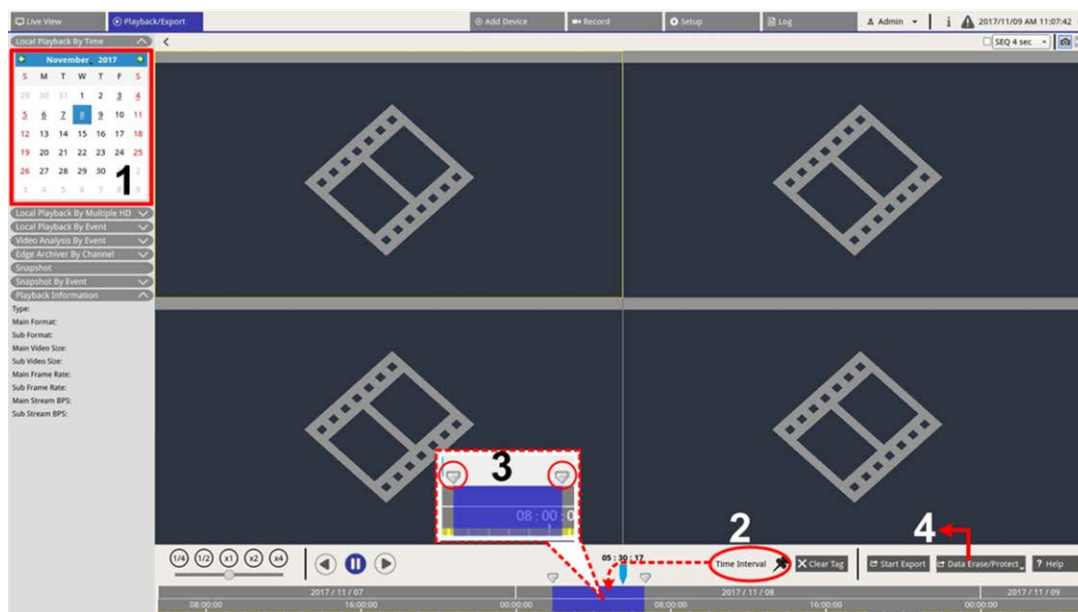 Live View Playback/Export Add Device Record Setup Log Admin i 2017/11/09 AM 11:07:42
Local Playback By Time SEQ 4 sec
November 2017
S M T W T F S
29 30 31 1 2 3 4
5 6 7 8 9 10 11
12 13 14 15 16 17 18
19 20 21 22 23 24 25
26 27 28 29 30 2
3 4 5 6 7 8 9
1
Local Playback By Multiple HD
Local Playback By Event
Video Analysis By Event
Edge Archiver By Channel
Snapshot
Snapshot By Event
Playback Information
Type:
Main Format:
Sub Format:
Main Video Size:
Sub Video Size:
Main Frame Rate:
Sub Frame Rate:
Main Stream BPS:
Sub Stream BPS:
3
08:00:0
2
4
1/4 1/2 x1 x2 x4
05:30:17
Time Interval Clear Tag Start Export Data Erase/Protect ? Help
2017/11/07 2017/11/08 2017/11/09
08:00:00 16:00:00 00:00:00 08:00:00 16:00:00 00:00:00